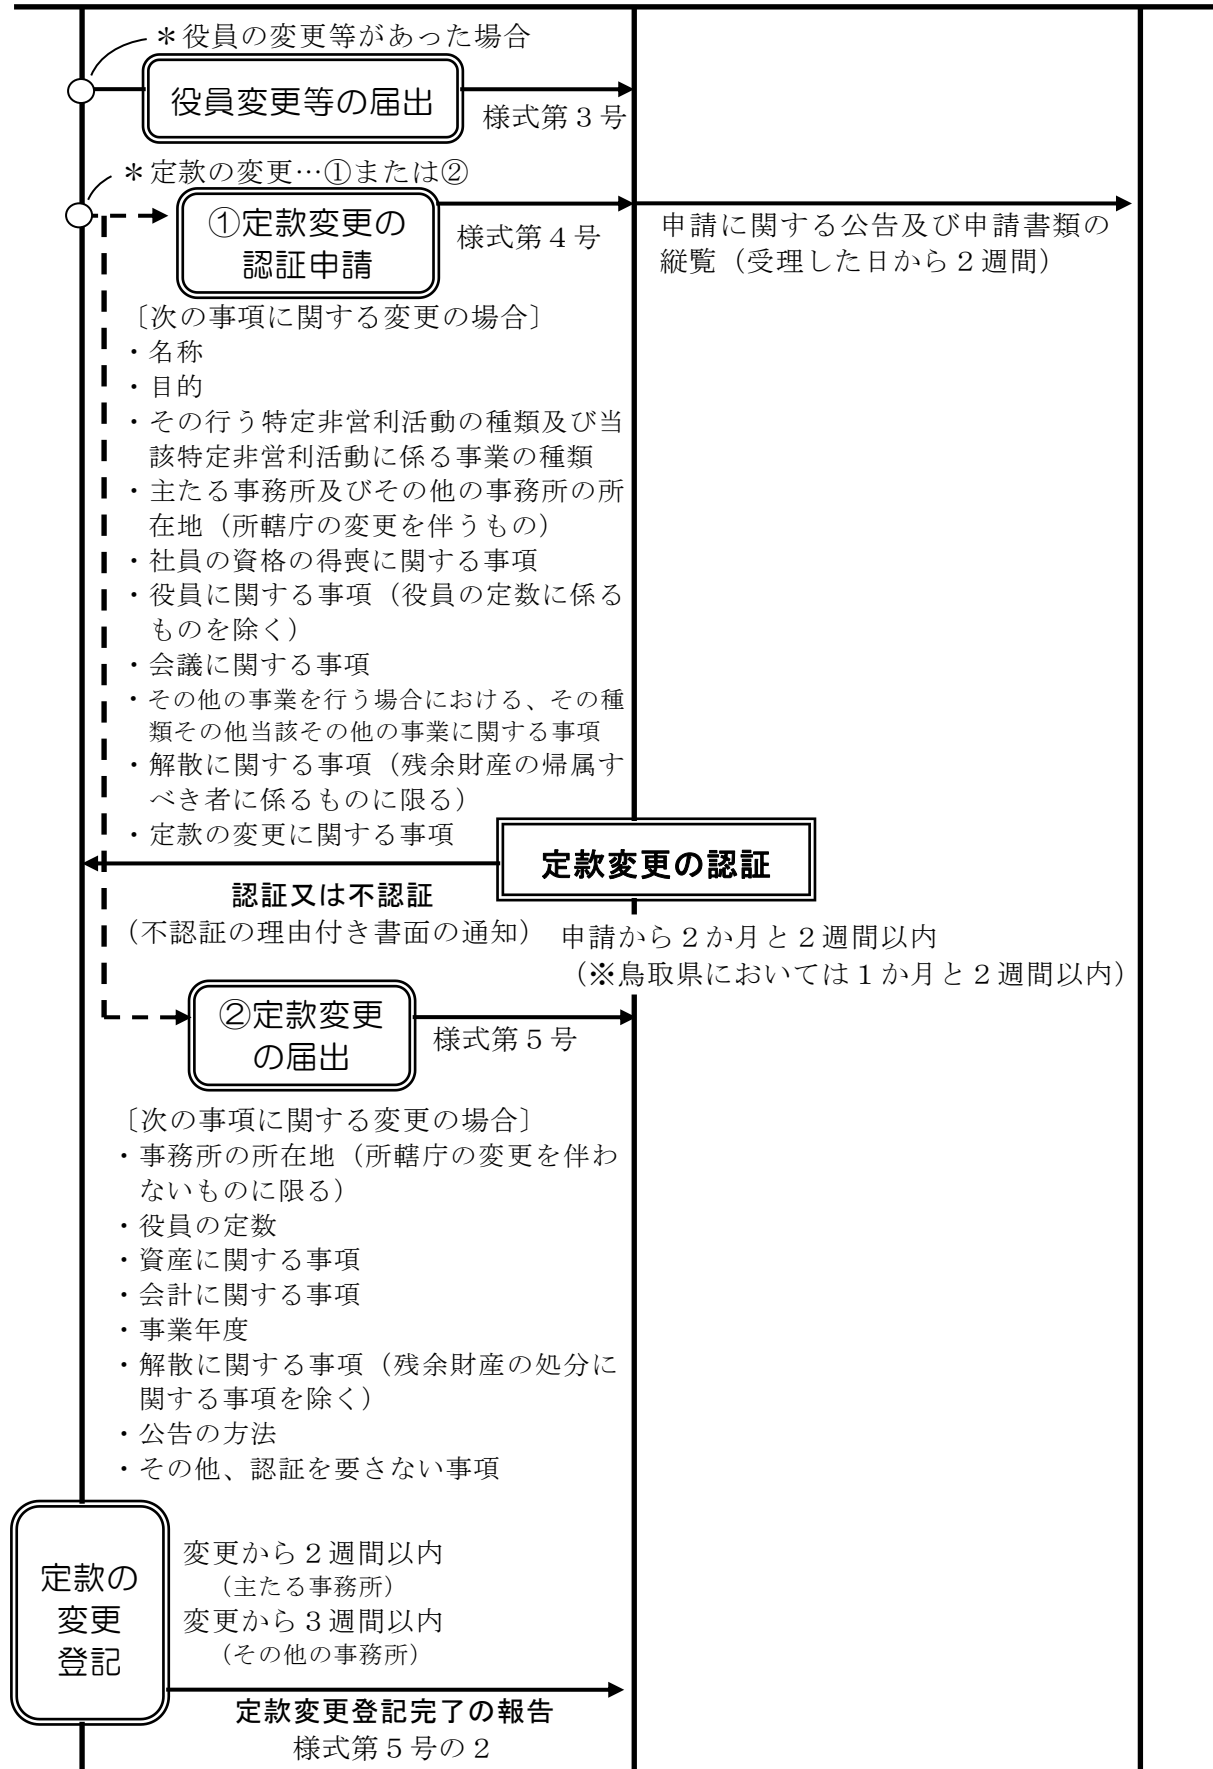 ＊役員の変更等があった場合
役員変更等の届出
様式第３号
＊定款の変更…①または②
①定款変更の
認証申請
様式第４号
申請に関する公告及び申請書類の
縦覧（受理した日から２週間）
〔次の事項に関する変更の場合〕
・名称
・目的
・その行う特定非営利活動の種類及び当
該特定非営利活動に係る事業の種類
・主たる事務所及びその他の事務所の所
在地（所轄庁の変更を伴うもの）
・社員の資格の得喪に関する事項
・役員に関する事項（役員の定数に係る
ものを除く）
・会議に関する事項
・その他の事業を行う場合における、その種
類その他当該その他の事業に関する事項
・解散に関する事項（残余財産の帰属す
べき者に係るものに限る）
・定款の変更に関する事項
定款変更の認証
認証又は不認証
（不認証の理由付き書面の通知）
申請から２か月と２週間以内
（※鳥取県においては１か月と２週間以内）
②定款変更
の届出
様式第５号
〔次の事項に関する変更の場合〕
・事務所の所在地（所轄庁の変更を伴わ
ないものに限る）
・役員の定数
・資産に関する事項
・会計に関する事項
・事業年度
・解散に関する事項（残余財産の処分に
関する事項を除く）
・公告の方法
・その他、認証を要さない事項
定款の
変更
登記
変更から２週間以内
（主たる事務所）
変更から３週間以内
（その他の事務所）
定款変更登記完了の報告
様式第５号の２